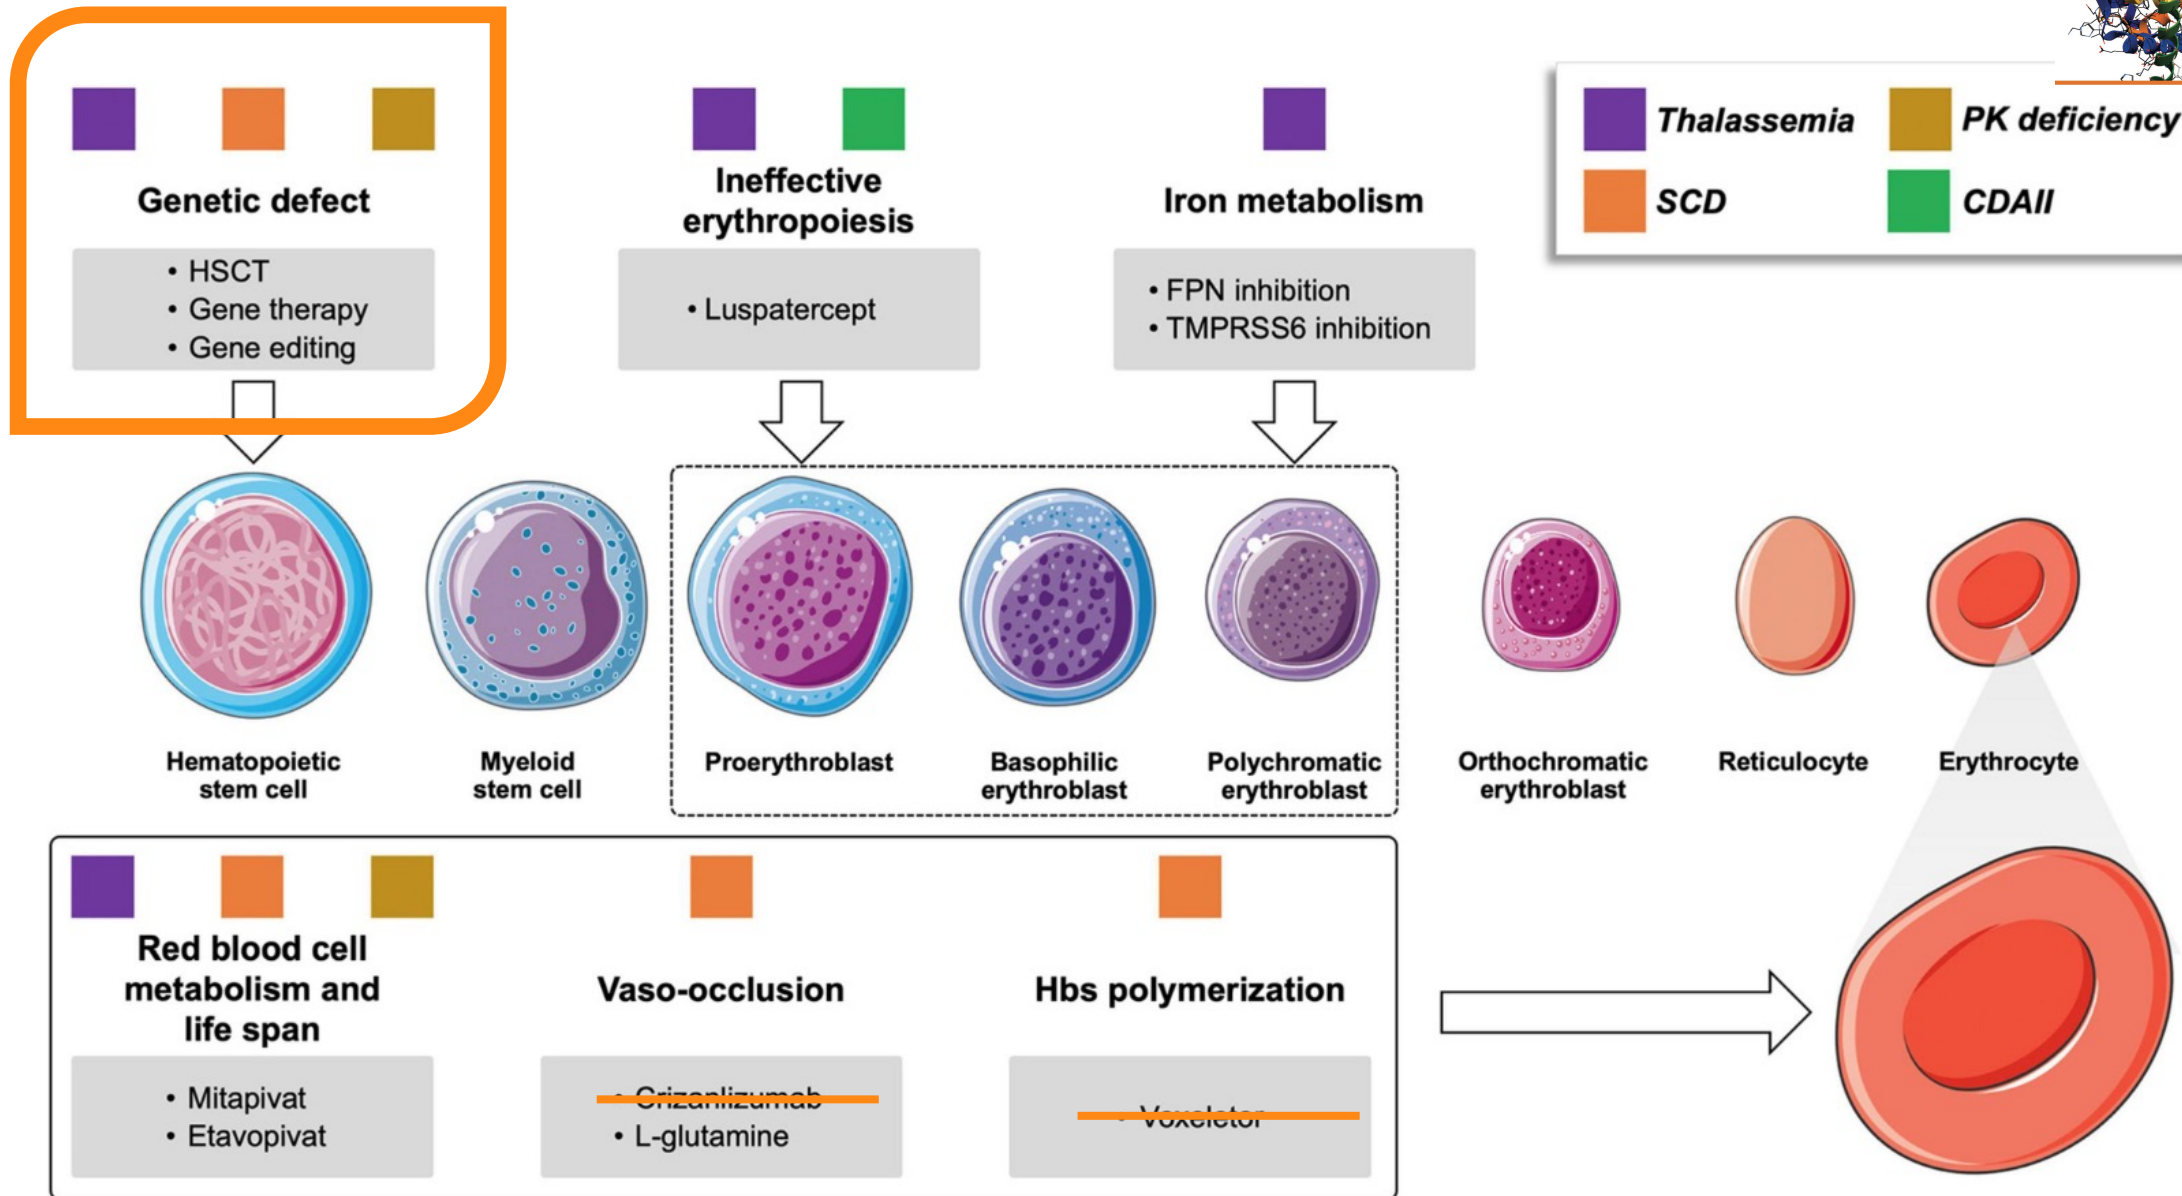 Thalassemia
PK deficiency
SCD
CDAII
Genetic defect
• HSCT
• Gene therapy
• Gene editing
Ineffective
erythropoiesis
• Luspatercept
Iron metabolism
• FPN inhibition
• TMPRSS6 inhibition
Hematopoietic
stem cell
Myeloid
stem cell
Proerythroblast
Basophilic
erythroblast
Polychromatic
erythroblast
Orthochromatic
erythroblast
Reticulocyte
Erythrocyte
Red blood cell
metabolism and
life span
• Mitapivat
• Etavopivat
Vaso-occlusion
• Crizanlizumab
• L-glutamine
Hbs polymerization
• Voxeletor